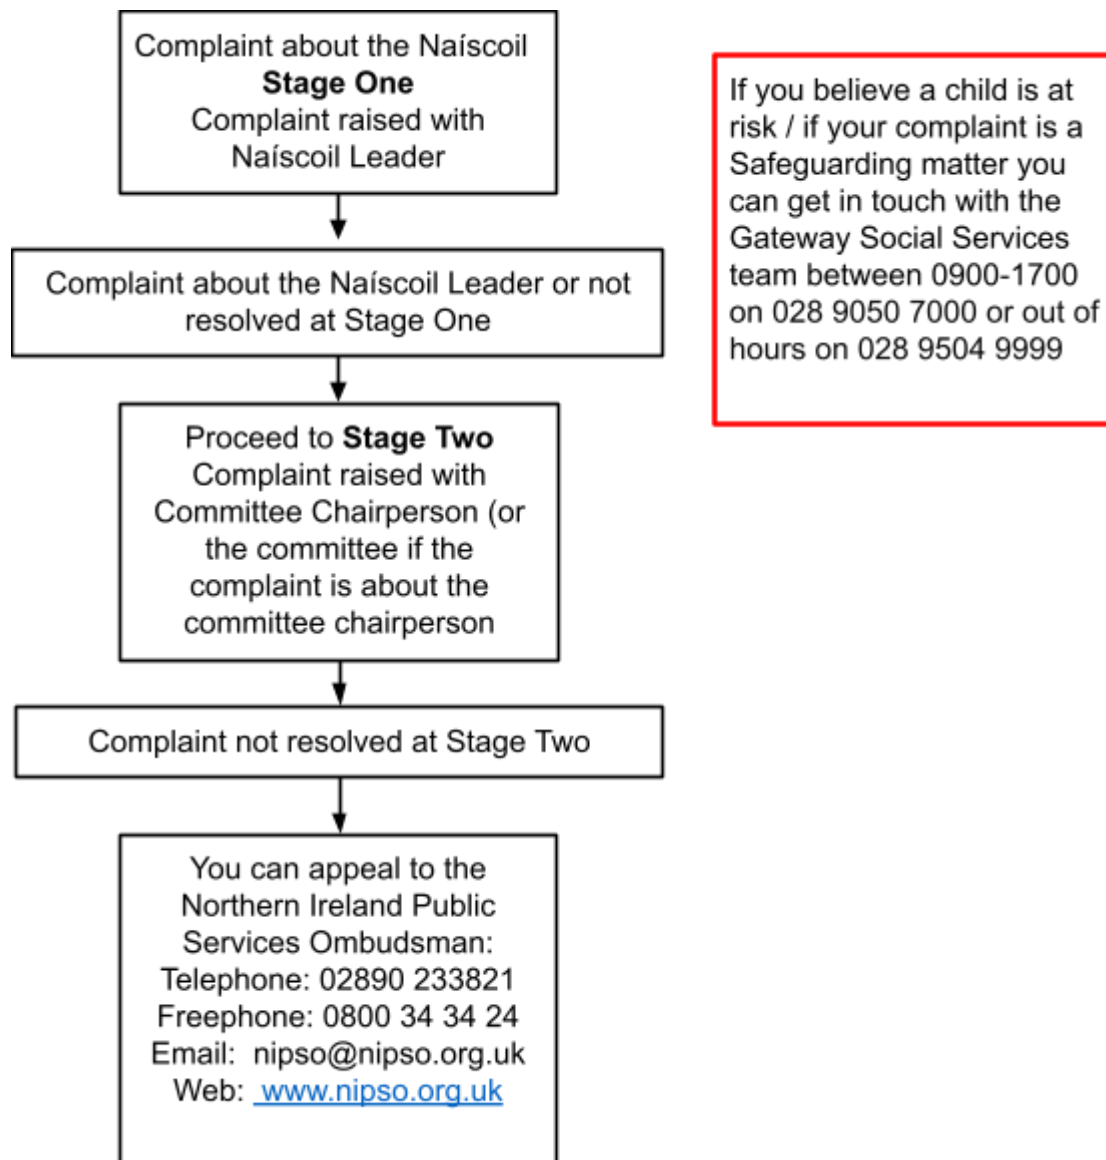 Complaint about the Naíscoil
Stage One
Complaint raised with
Naíscoil Leader
Complaint about the Naíscoil Leader or not
resolved at Stage One
Proceed to Stage Two
Complaint raised with
Committee Chairperson (or
the committee if the
complaint is about the
committee chairperson
Complaint not resolved at Stage Two
You can appeal to the
Northern Ireland Public
Services Ombudsman:
Telephone: 02890 233821
Freephone: 0800 34 34 24
Email:  nipso@nipso.org.uk
Web:  www.nipso.org.uk
If you believe a child is at
risk / if your complaint is a
Safeguarding matter you
can get in touch with the
Gateway Social Services
team between 0900-1700
on 028 9050 7000 or out of
hours on 028 9504 9999